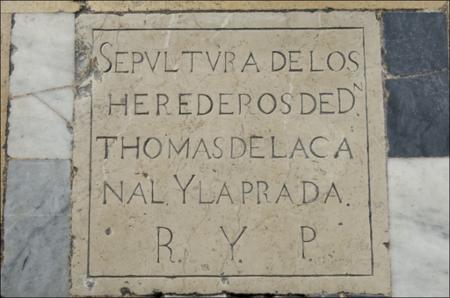 SEPVLTVRA DE LOS
HEREDEROS DE Dⁿ.
THOMAS DE LA CA
NAL. Y LA PRADA.
R. Y. P.